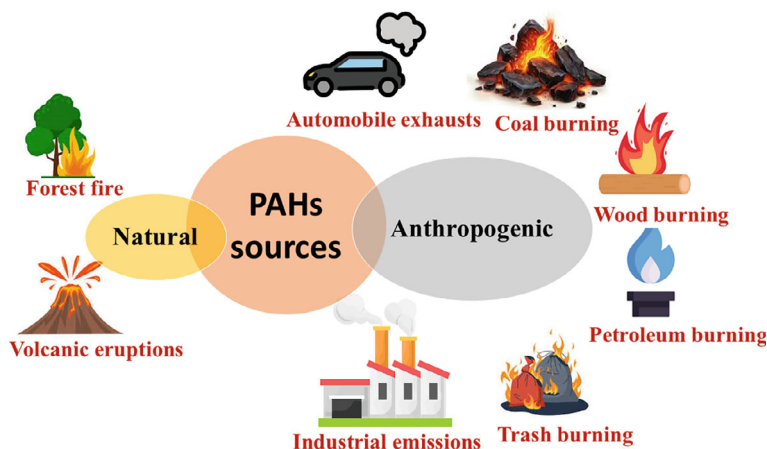 Automobile exhausts
Coal burning
Forest fire
Wood burning
PAHs
sources
Natural
Anthropogenic
Volcanic eruptions
Petroleum burning
Industrial emissions
Trash burning